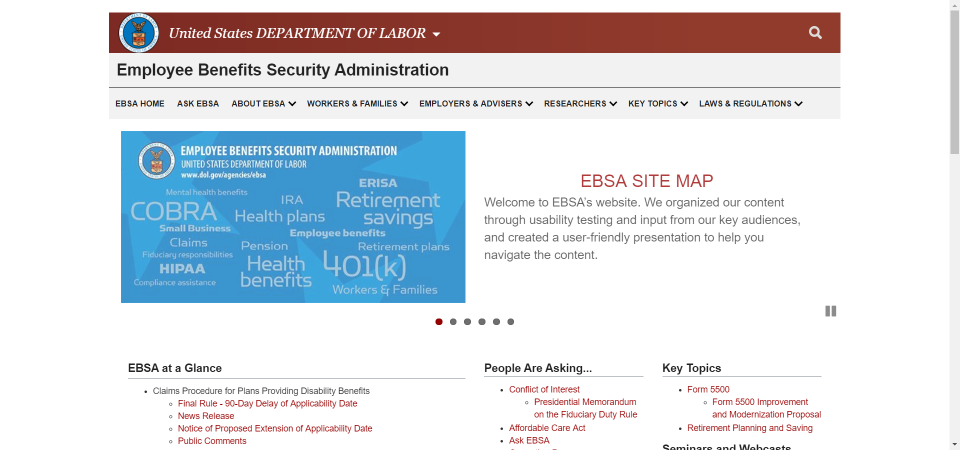 United States DEPARTMENT OF LABOR
Employee Benefits Security Administration
EBSA HOME ASK EBSA ABOUT EBSA WORKERS & FAMILIES EMPLOYERS & ADVISERS RESEARCHERS KEY TOPICS LAWS & REGULATIONS
EMPLOYEE BENEFITS SECURITY ADMINISTRATION
UNITED STATES DEPARTMENT OF LABOR
www.dol.gov/agencies/ebsa
Mental health benefits
ERISA
COBRA
IRA
Retirement savings
Health plans
Small Business
Employee benefits
Claims
Pension
Retirement plans
Fiduciary responsibilities
HIPAA
Health benefits
401(k)
Compliance assistance
Workers & Families
EBSA SITE MAP
Welcome to EBSA's website. We organized our content
through usability testing and input from our key audiences,
and created a user-friendly presentation to help you
navigate the content.
EBSA at a Glance
Claims Procedure for Plans Providing Disability Benefits
Final Rule - 90-Day Delay of Applicability Date
News Release
Notice of Proposed Extension of Applicability Date
Public Comments
People Are Asking...
Conflict of Interest
Presidential Memorandum
on the Fiduciary Duty Rule
Affordable Care Act
Ask EBSA
Key Topics
Form 5500
Form 5500 Improvement
and Modernization Proposal
Retirement Planning and Saving
Seminars and Webcasts